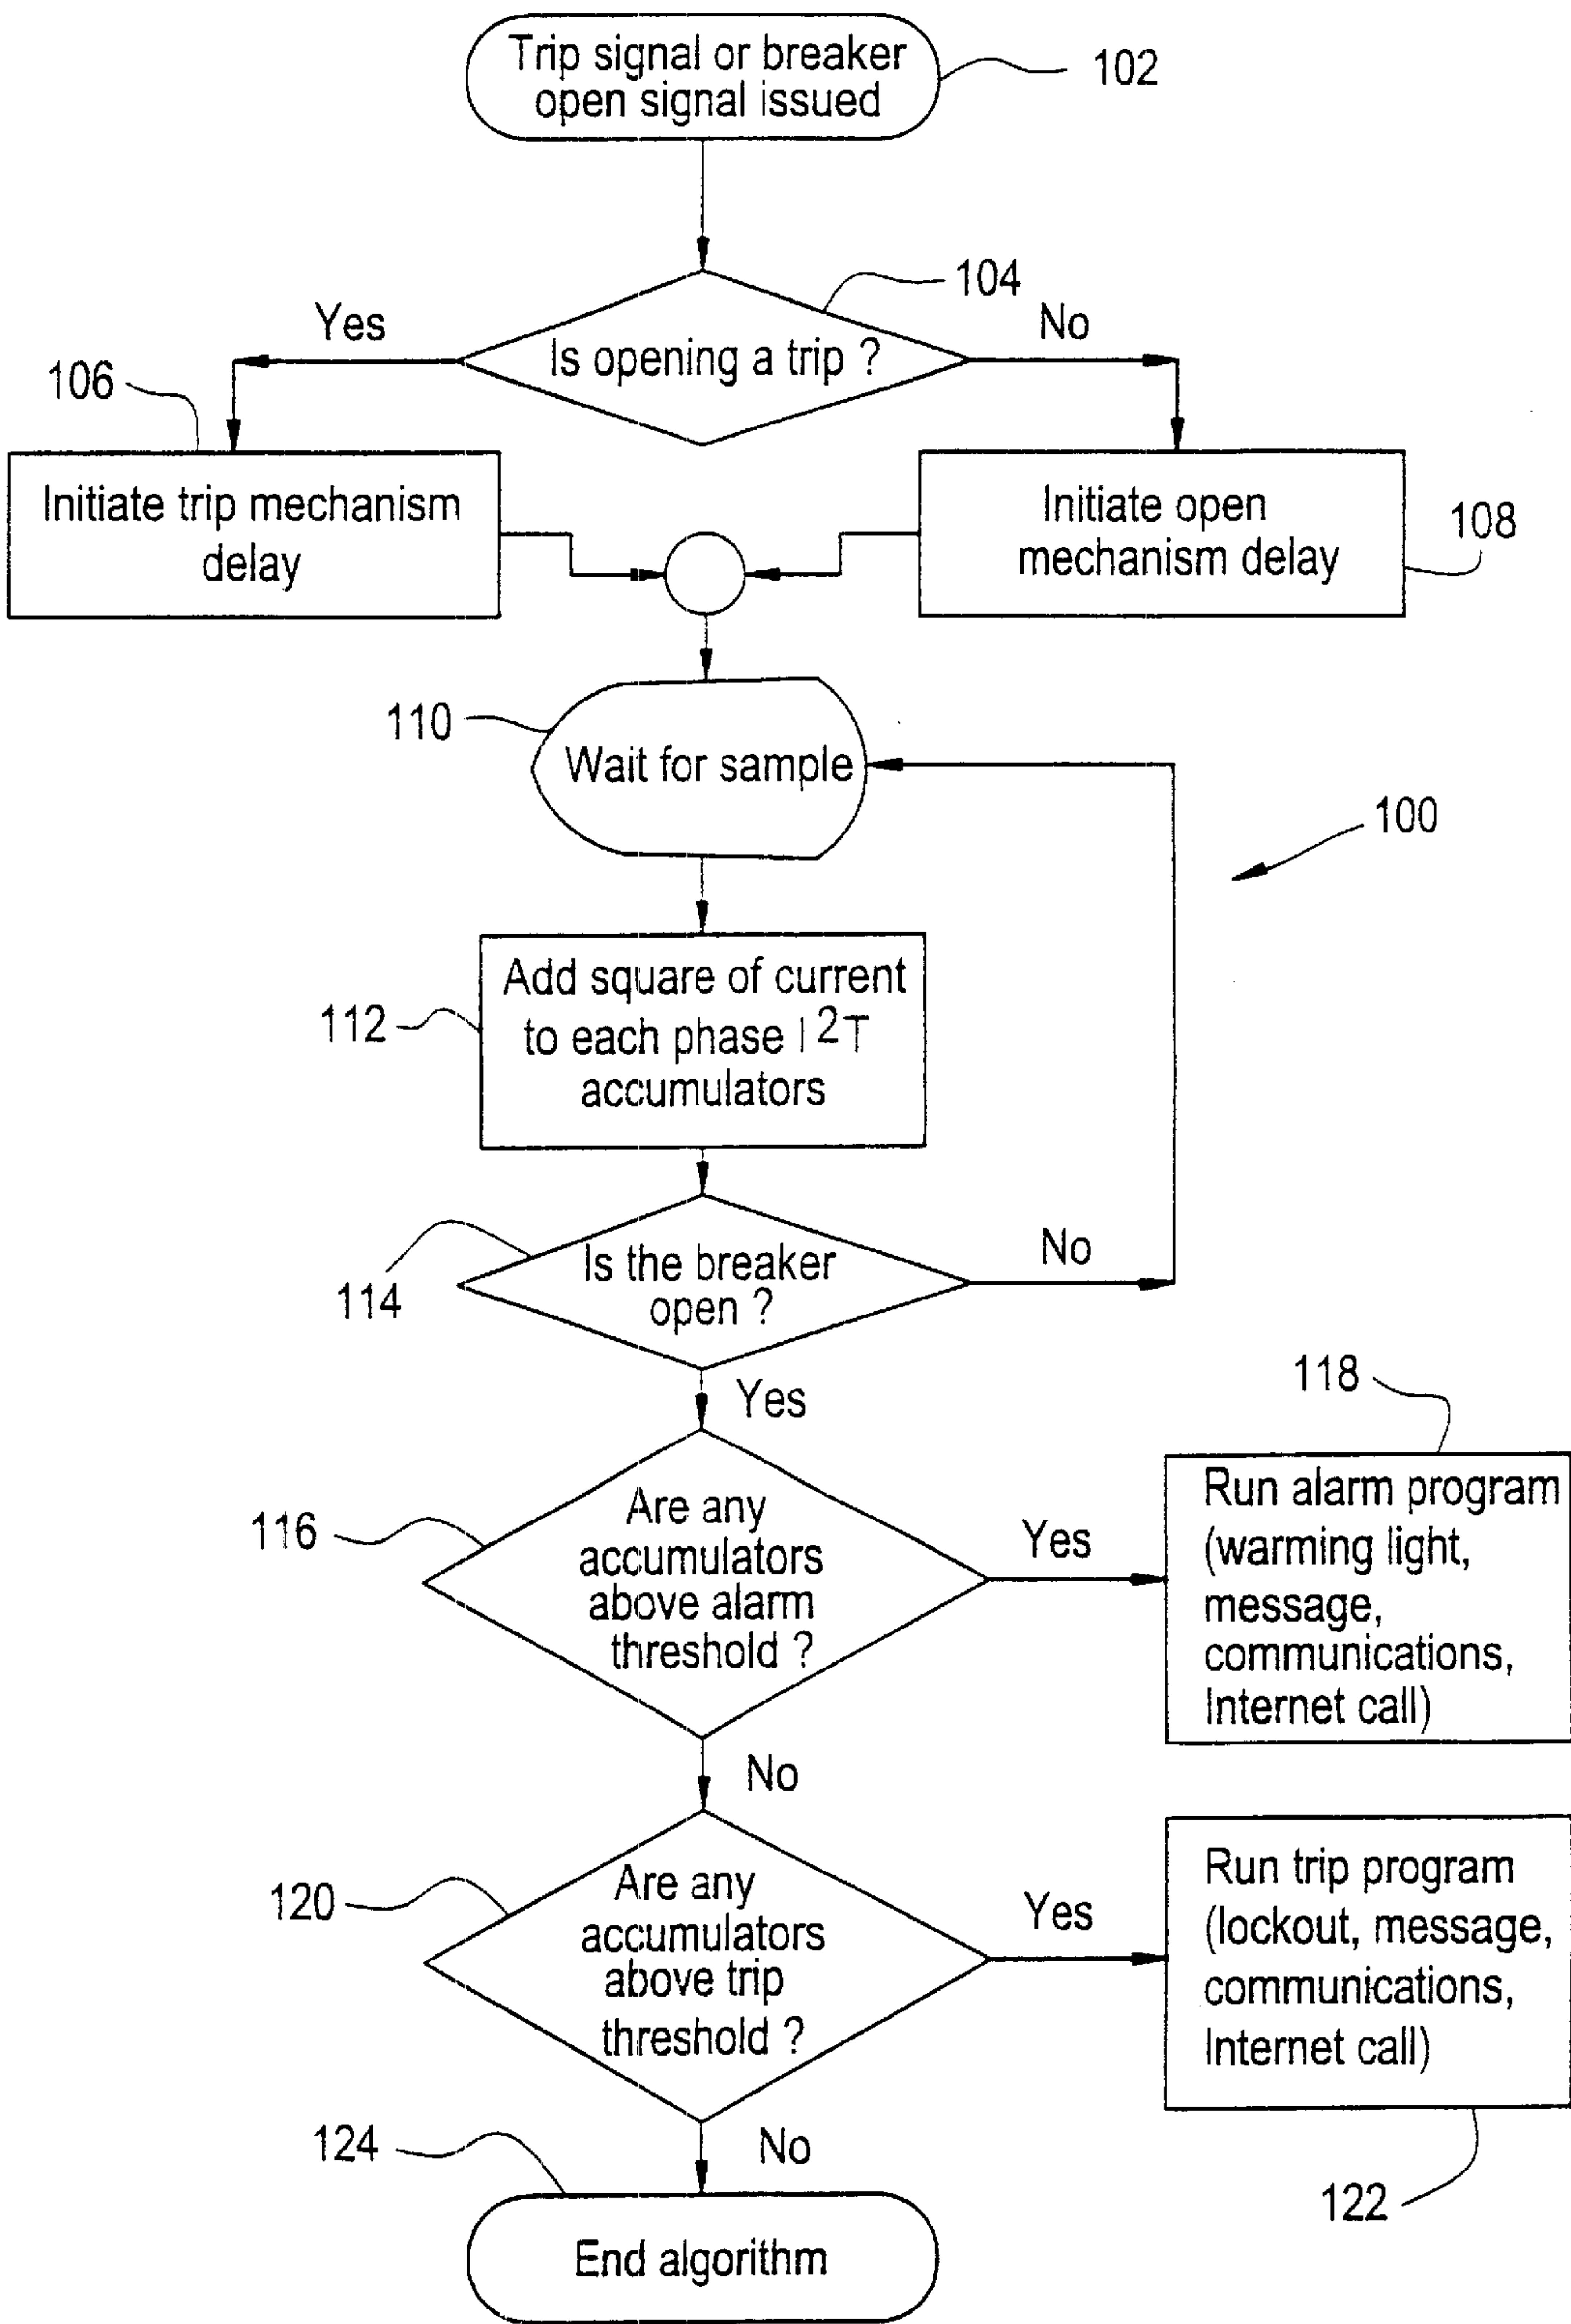 Trip signal or breaker
open signal issued
102
104
Yes
No
Is opening a trip ?
106
Initiate trip mechanism
delay
Initiate open
mechanism delay
108
110
Wait for sample
100
Add square of current
to each phase I²T
accumulators
112
Is the breaker
open ?
No
114
Yes
118
Are any
accumulators
above alarm
threshold ?
116
Yes
Run alarm program
(warming light,
message,
communications,
Internet call)
No
Are any
accumulators
above trip
threshold ?
120
Yes
Run trip program
(lockout, message,
communications,
Internet call)
124
No
122
End algorithm